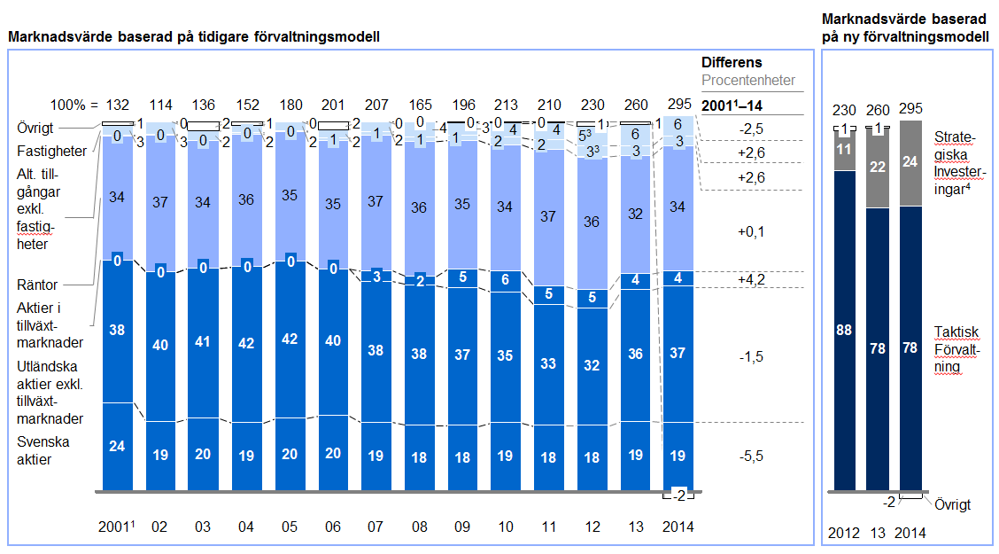 Marknadsvärde baserad på tidigare förvaltningsmodell
Marknadsvärde baserad
på ny förvaltningsmodell
Differens
Procentenheter
2001¹–14
100% = 132 114 136 152 180 201 207 165 196 213 210 230 260 295
Övrigt
1 0 2 2 0 2 0 0 0 0 0 1 1 6
-2,5
4 3 4 4 5³ 6
Fastigheter
0 3 0 3 0 2 0 2 0 2 1 2 1 2 1 1 2 2 3³ 3 3
+2,6
Alt. till-
gångar
exkl.
fastig-
heter
+2,6
34 37 34 36 35 35 37 36 35 34 37 36 32 34
+0,1
Räntor
0 0 0 0 0 0 3 2 5 6 5 5 4 4
+4,2
Aktier i
tillväxt-
marknader
38 40 41 42 42 40 38 38 37 35 33 32 36 37
-1,5
Utländska
aktier exkl.
tillväxt-
marknader
Svenska
aktier
24 19 20 19 20 20 19 18 18 19 18 18 19 19
-5,5
-2
2001¹ 02 03 04 05 06 07 08 09 10 11 12 13 2014
230 260 295
1 1
11 22 24
Strate-
giska
Invester-
ingar⁴
88 78 78
Taktisk
Förvalt-
ning
-2
Övrigt
2012 13 2014